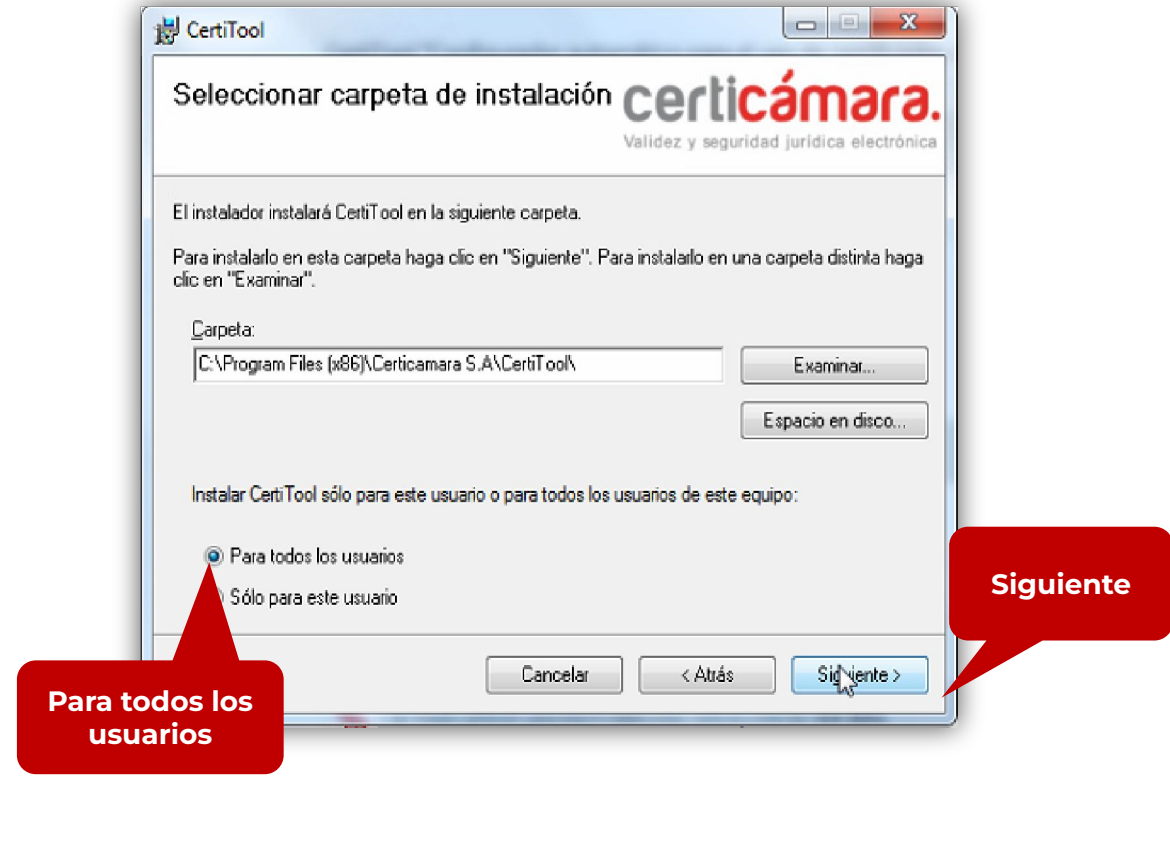 CertiTool
Seleccionar carpeta de instalación
certicámara.
Validez y seguridad jurídica electrónica
El instalador instalará CertiTool en la siguiente carpeta.
Para instalarlo en esta carpeta haga clic en "Siguiente". Para instalarlo en una carpeta distinta haga
clic en "Examinar".
Carpeta:
C:\Program Files (x86)\Certicamara S.A\CertiTool\
Examinar...
Espacio en disco...
Instalar CertiTool sólo para este usuario o para todos los usuarios de este equipo:
Para todos los usuarios
Sólo para este usuario
Siguiente
Cancelar
< Atrás
Siguiente >
Para todos los
usuarios